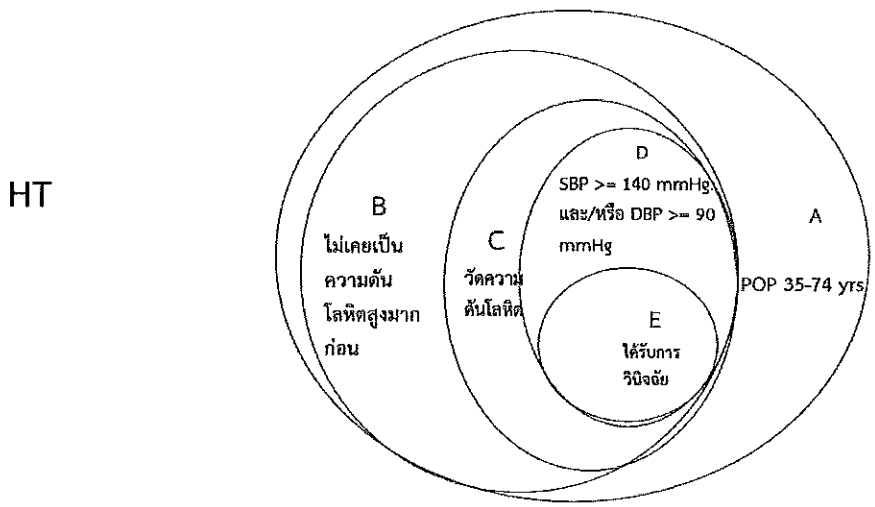 HT
B
ไม่เคยเป็น
ความดัน
โลหิตสูงมาก
ก่อน
C
วัดความ
ดันโลหิต
D
SBP >= 140 mmHg.
และ/หรือ DBP >= 90
mmHg
E
ได้รับการ
วินิจฉัย
A
POP 35-74 yrs